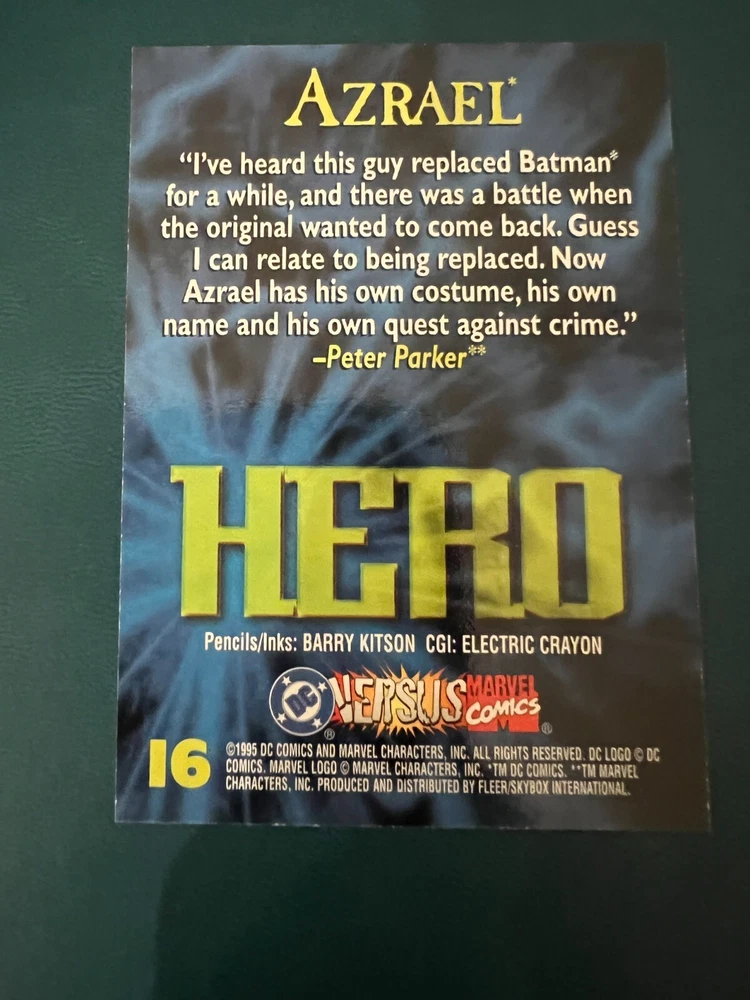 AZRAEL*
“I’ve heard this guy replaced Batman*
for a while, and there was a battle when
the original wanted to come back. Guess
I can relate to being replaced. Now
Azrael has his own costume, his own
name and his own quest against crime.”
–Peter Parker**
HERO
Pencils/Inks: BARRY KITSON CGI: ELECTRIC CRAYON
DC ® VERSUS MARVEL COMICS ®
16
©1995 DC COMICS AND MARVEL CHARACTERS, INC. ALL RIGHTS RESERVED. DC LOGO © DC
COMICS. MARVEL LOGO © MARVEL CHARACTERS, INC. *TM DC COMICS. **TM MARVEL
CHARACTERS, INC. PRODUCED AND DISTRIBUTED BY FLEER/SKYBOX INTERNATIONAL.